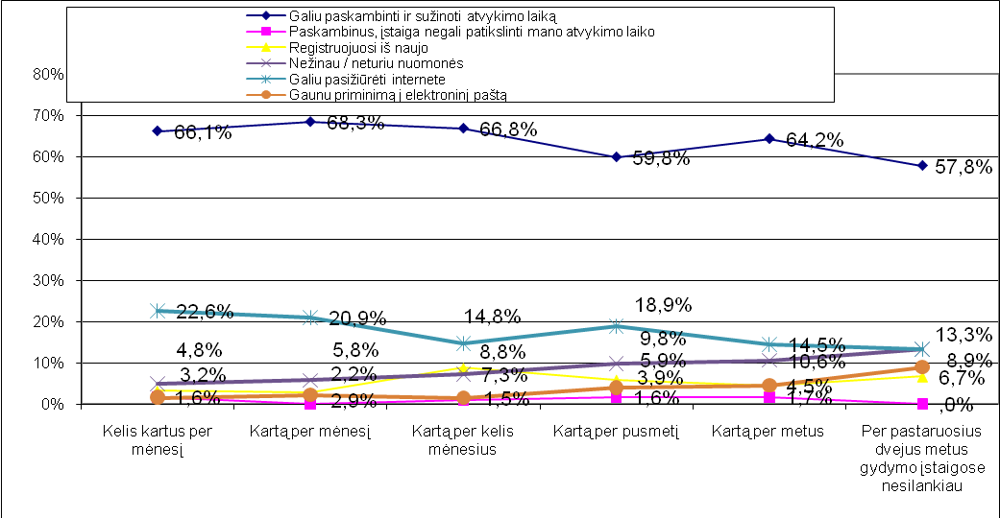 Galiu paskambinti ir sužinoti atvykimo laiką
Paskambinus, įstaiga negali patikslinti mano atvykimo laiko
Registruojuosi iš naujo
Nežinau / neturiu nuomonės
Galiu pasižiūrėti internete
Gaunu priminimą į elektroninį paštą
80%
70%
60%
50%
40%
30%
20%
10%
0%
66,1%
68,3%
66,8%
59,8%
64,2%
57,8%
22,6%
20,9%
14,8%
18,9%
14,5%
13,3%
4,8%
5,8%
8,8%
9,8%
10,6%
8,9%
3,2%
2,2%
7,3%
5,9%
4,5%
6,7%
1,6%
2,9%
1,5%
3,9%
1,6%
1,7%
,0%
Kelis kartus per
mėnesį
Kartą per mėnesį
Kartą per kelis
mėnesius
Kartą per pusmetį
Kartą per metus
Per pastaruosius
dvejus metus
gydymo įstaigose
nesilankiau